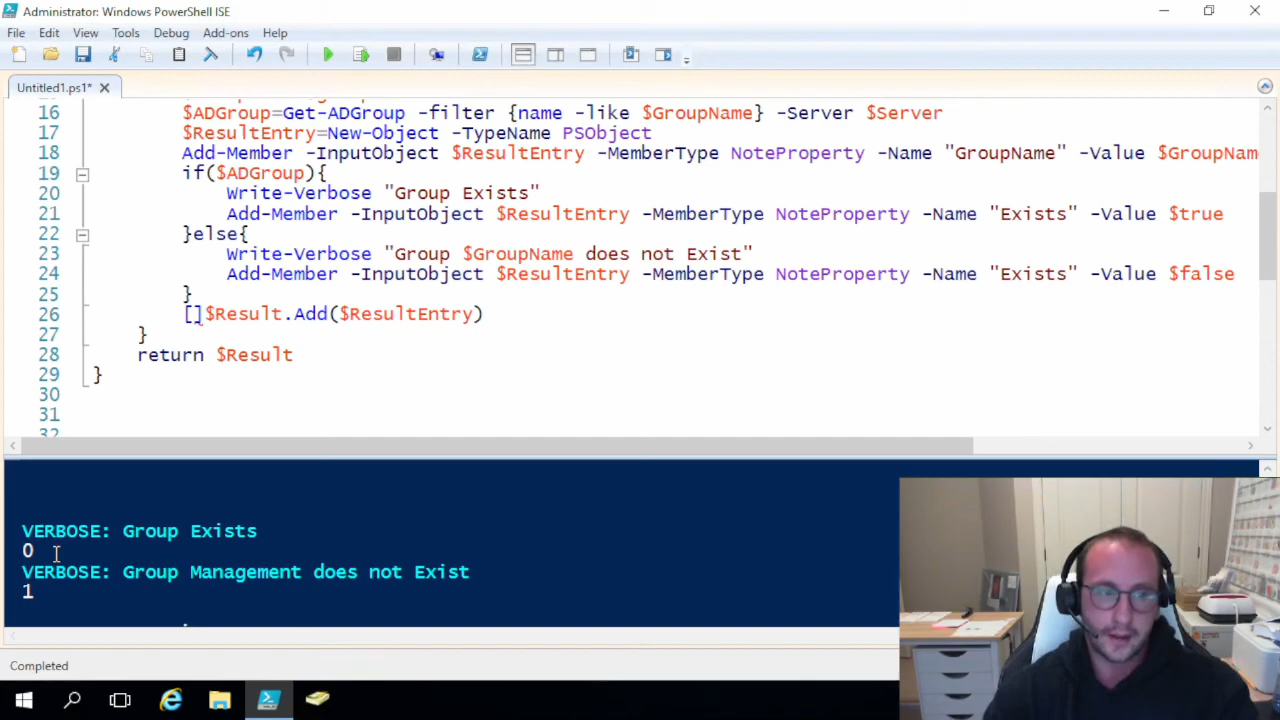 Administrator: Windows PowerShell ISE
File Edit View Tools Debug Add-ons Help
Untitled1.ps1*
16 $ADGroup=Get-ADGroup -filter {name -like $GroupName} -Server $Server
17 $ResultEntry=New-Object -TypeName PSObject
18 Add-Member -InputObject $ResultEntry -MemberType NoteProperty -Name "GroupName" -Value $GroupNam
19 if($ADGroup){
20 Write-Verbose "Group Exists"
21 Add-Member -InputObject $ResultEntry -MemberType NoteProperty -Name "Exists" -Value $true
22 }else{
23 Write-Verbose "Group $GroupName does not Exist"
24 Add-Member -InputObject $ResultEntry -MemberType NoteProperty -Name "Exists" -Value $false
25 }
26 []$Result.Add($ResultEntry)
27 }
28 return $Result
29 }
30
31
32
VERBOSE: Group Exists
0
VERBOSE: Group Management does not Exist
1
Completed